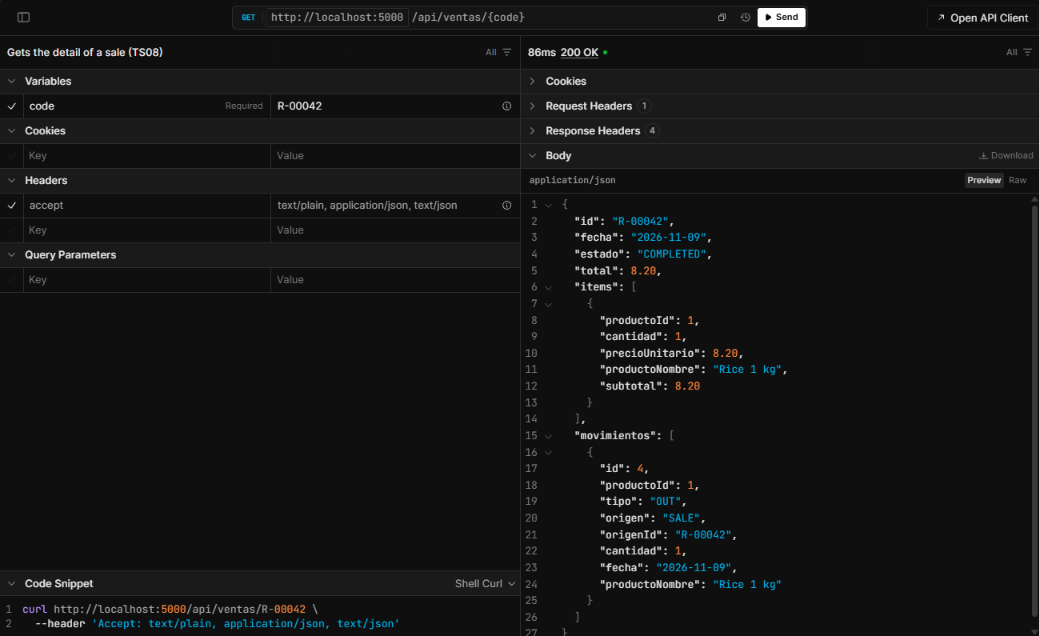 GET http://localhost:5000 /api/ventas/{code} Send Open API Client
Gets the detail of a sale (TS08) All
Variables
code Required R-00042
Cookies
Key Value
Headers
accept text/plain, application/json, text/json
Key Value
Query Parameters
Key Value
Code Snippet Shell Curl
1 curl http://localhost:5000/api/ventas/R-00042 \
2 --header 'Accept: text/plain, application/json, text/json'
86ms 200 OK All
Cookies
Request Headers 1
Response Headers 4
Body Download
application/json Preview Raw
1 {
2 "id": "R-00042",
3 "fecha": "2026-11-09",
4 "estado": "COMPLETED",
5 "total": 8.20,
6 "items": [
7 {
8 "productoId": 1,
9 "cantidad": 1,
10 "precioUnitario": 8.20,
11 "productoNombre": "Rice 1 kg",
12 "subtotal": 8.20
13 }
14 ],
15 "movimientos": [
16 {
17 "id": 4,
18 "productoId": 1,
19 "tipo": "OUT",
20 "origen": "SALE",
21 "origenId": "R-00042",
22 "cantidad": 1,
23 "fecha": "2026-11-09",
24 "productoNombre": "Rice 1 kg"
25 }
26 ]
27 }